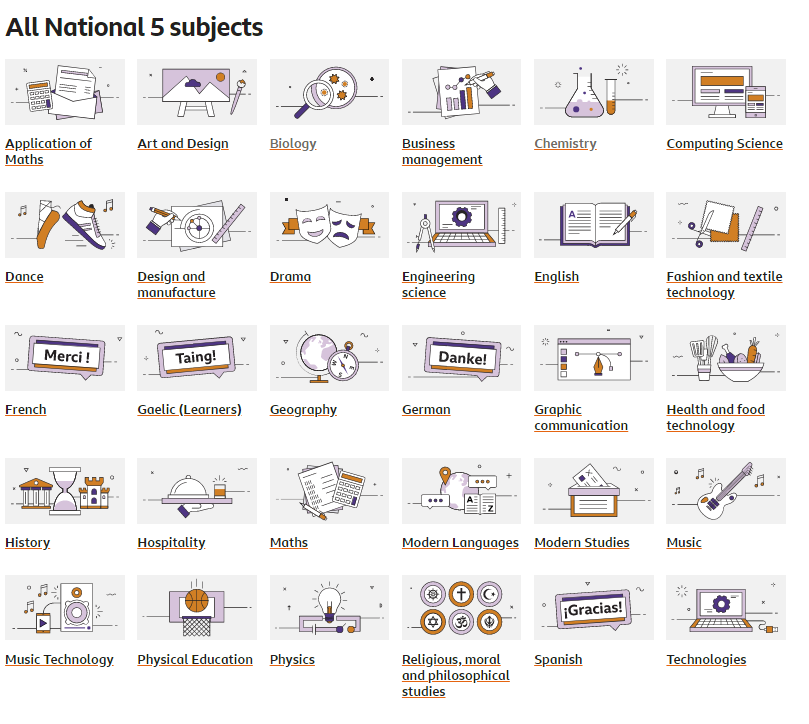 All National 5 subjects
Application of
Maths
Art and Design
Biology
Business
management
Chemistry
Computing Science
Dance
Design and
manufacture
Drama
Engineering
science
A
English
Fashion and textile
technology
Merci !
French
Taing!
Gaelic (Learners)
N
E
S
W
Geography
Danke!
German
Graphic
communication
Health and food
technology
History
Hospitality
Maths
A
Z
Modern Languages
Modern Studies
Music
Music Technology
Physical Education
Physics
ॐ
Religious, moral
and philosophical
studies
¡Gracias!
Spanish
Technologies